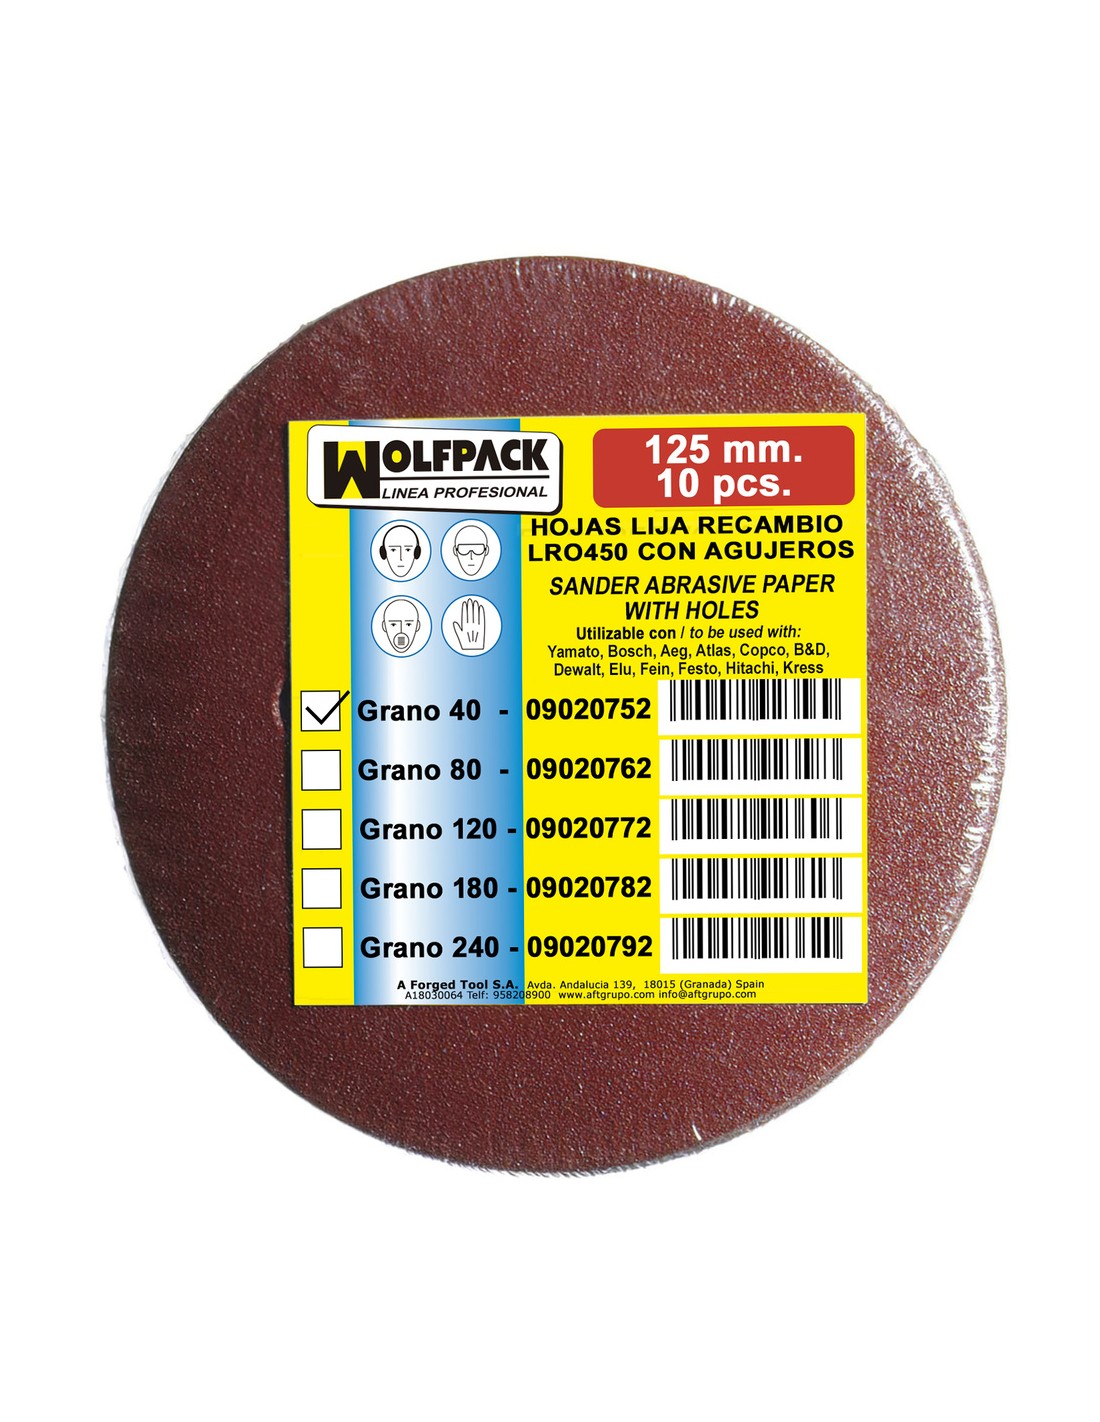 WOLFPACK
LINEA PROFESIONAL
125 mm.
10 pcs.
HOJAS LIJA RECAMBIO
LRO450 CON AGUJEROS
SANDER ABRASIVE PAPER
WITH HOLES
Utilizable con / to be used with:
Yamato, Bosch, Aeg, Atlas, Copco, B&D,
Dewalt, Elu, Fein, Festo, Hitachi, Kress
Grano 40 - 09020752
Grano 80 - 09020762
Grano 120 - 09020772
Grano 180 - 09020782
Grano 240 - 09020792
A Forged Tool S.A. Avda. Andalucia 139, 18015 (Granada) Spain
A18030064 Telf: 958208900 www.aftgrupo.com info@aftgrupo.com